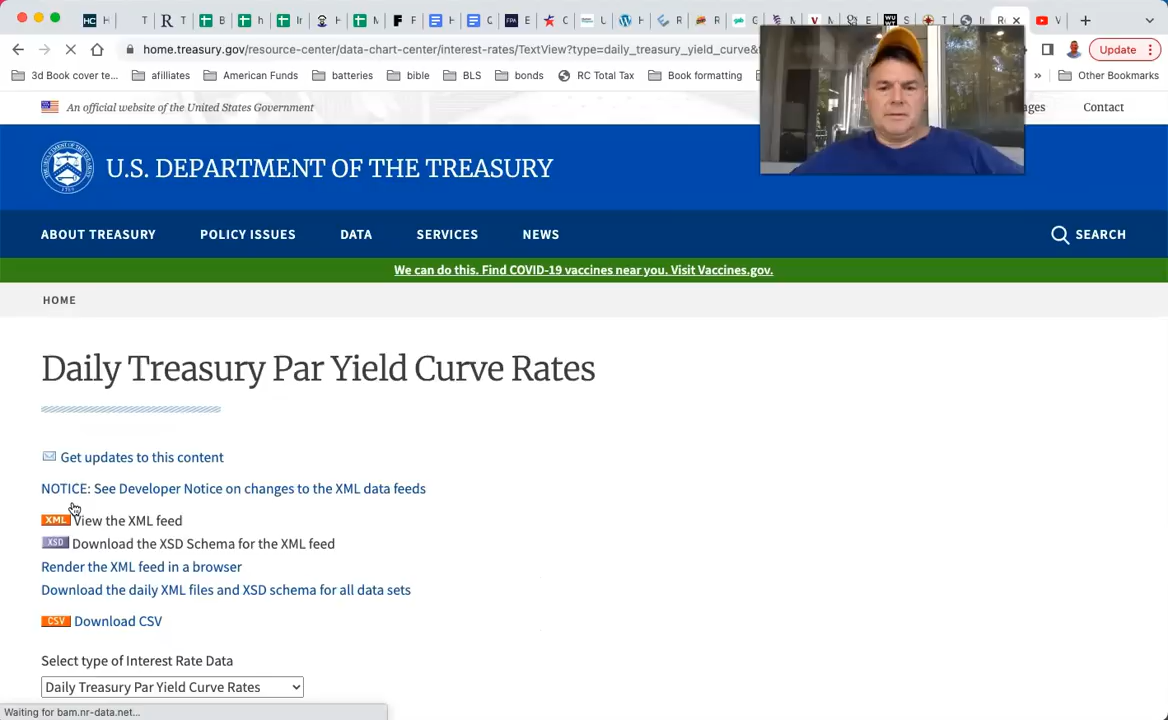 HC
home.treasury.gov/resource-center/data-chart-center/interest-rates/TextView?type=daily_treasury_yield_curve&
Update
3d Book cover te...
afiliates
American Funds
batteries
bible
BLS
bonds
RC Total Tax
Book formatting
»
Other Bookmarks
An official website of the United States Government
ages
Contact
U.S. DEPARTMENT OF THE TREASURY
ABOUT TREASURY
POLICY ISSUES
DATA
SERVICES
NEWS
SEARCH
We can do this. Find COVID-19 vaccines near you. Visit Vaccines.gov.
HOME
Daily Treasury Par Yield Curve Rates
Get updates to this content
NOTICE: See Developer Notice on changes to the XML data feeds
XML View the XML feed
XSD Download the XSD Schema for the XML feed
Render the XML feed in a browser
Download the daily XML files and XSD schema for all data sets
CSV Download CSV
Select type of Interest Rate Data
Daily Treasury Par Yield Curve Rates
Waiting for bam.nr-data.net...